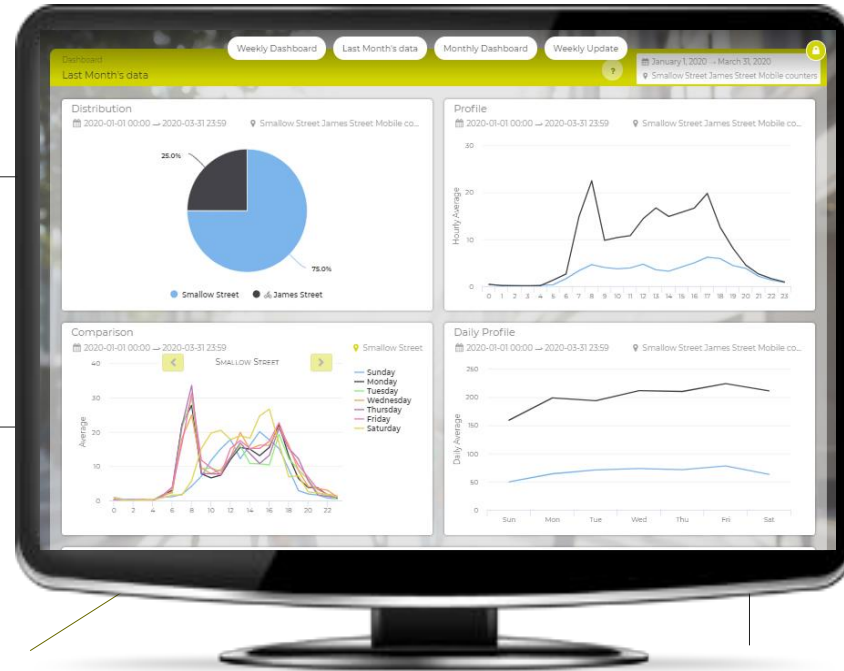 Weekly Dashboard
Last Month's data
Monthly Dashboard
Weekly Update
Dashboard
Last Month's data
?
January 1, 2020 → March 31, 2020
Smallow Street James Street Mobile counters
Distribution
2020-01-01 00:00 → 2020-03-31 23:59
Smallow Street James Street Mobile co...
25.0%
75.0%
Smallow Street
James Street
Profile
2020-01-01 00:00 → 2020-03-31 23:59
Smallow Street James Street Mobile co...
Hourly Average
30
20
10
0
0 1 2 3 4 5 6 7 8 9 10 11 12 13 14 15 16 17 18 19 20 21 22 23
Comparison
2020-01-01 00:00 → 2020-03-31 23:59
Smallow Street
< SMALLOW STREET >
Average
40
30
20
10
0
0 2 4 6 8 10 12 14 16 18 20 22
Sunday
Monday
Tuesday
Wednesday
Thursday
Friday
Saturday
Daily Profile
2020-01-01 00:00 → 2020-03-31 23:59
Smallow Street James Street Mobile co...
Daily Average
250
200
150
100
50
0
Sun Mon Tue Wed Thu Fri Sat